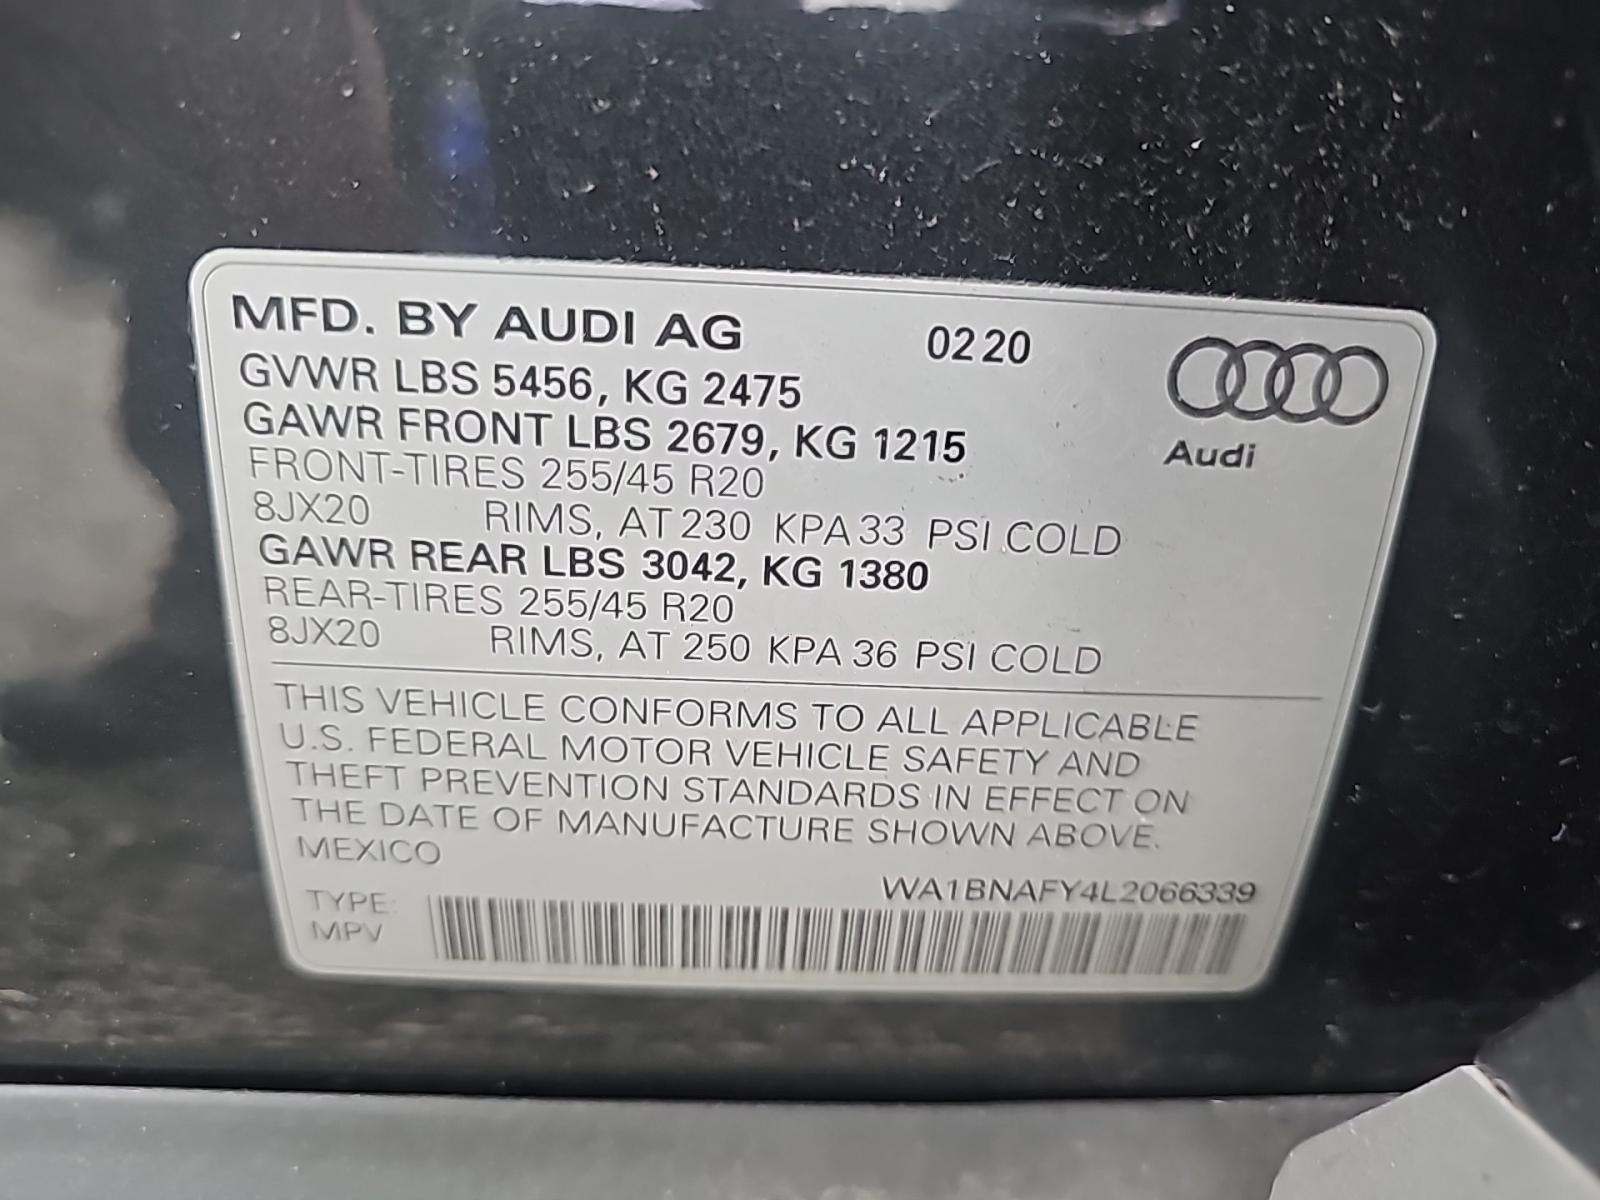 MFD. BY AUDI AG 02 20
GVWR LBS 5456, KG 2475
GAWR FRONT LBS 2679, KG 1215
Audi
FRONT-TIRES 255/45 R20
8JX20 RIMS, AT 230 KPA 33 PSI COLD
GAWR REAR LBS 3042, KG 1380
REAR-TIRES 255/45 R20
8JX20 RIMS, AT 250 KPA 36 PSI COLD
THIS VEHICLE CONFORMS TO ALL APPLICABLE
U.S. FEDERAL MOTOR VEHICLE SAFETY AND
THEFT PREVENTION STANDARDS IN EFFECT ON
THE DATE OF MANUFACTURE SHOWN ABOVE.
MEXICO
WA1BNAFY4L2066339
TYPE:
MPV